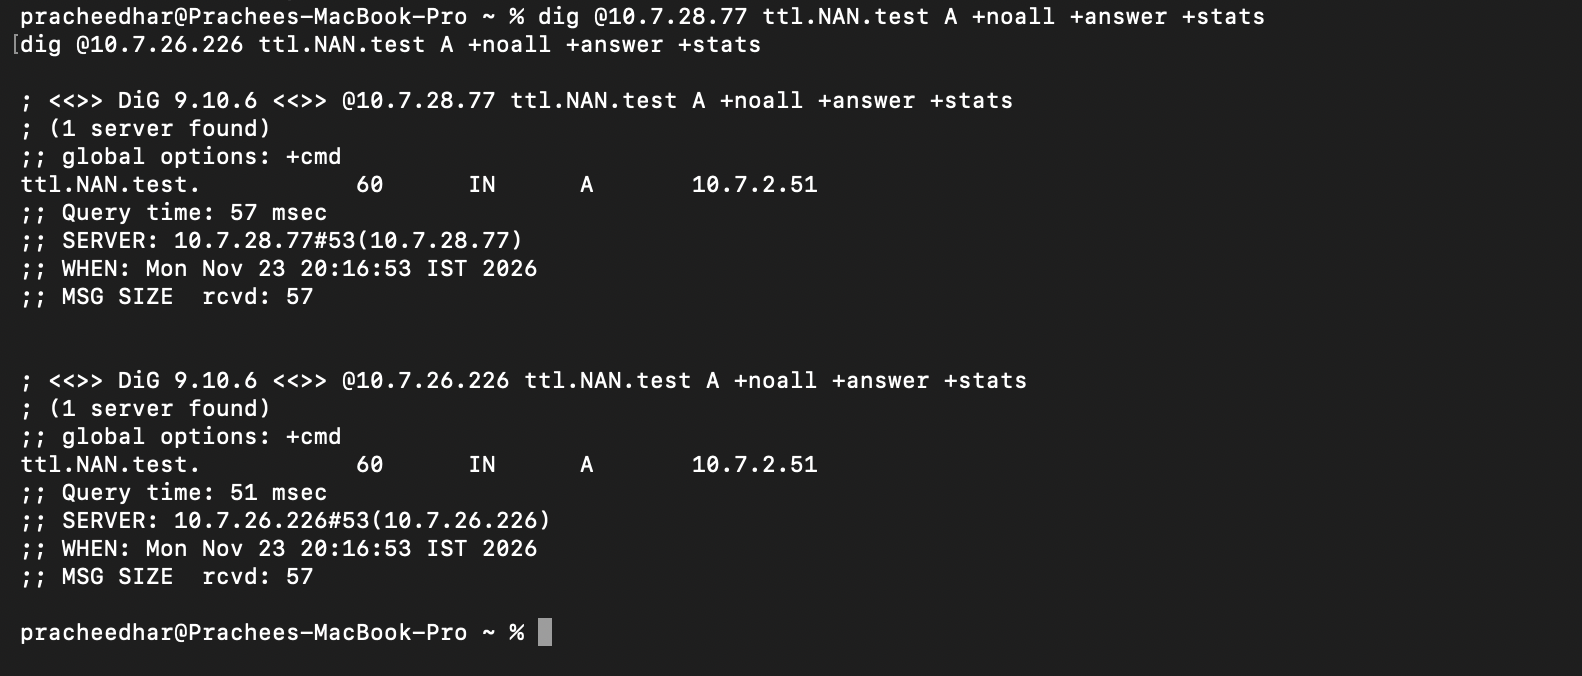 pracheedhar@Prachees-MacBook-Pro ~ % dig @10.7.28.77 ttl.NAN.test A +noall +answer +stats
[dig @10.7.26.226 ttl.NAN.test A +noall +answer +stats
; <<>> DiG 9.10.6 <<>> @10.7.28.77 ttl.NAN.test A +noall +answer +stats
; (1 server found)
;; global options: +cmd
ttl.NAN.test. 60 IN A 10.7.2.51
;; Query time: 57 msec
;; SERVER: 10.7.28.77#53(10.7.28.77)
;; WHEN: Mon Nov 23 20:16:53 IST 2026
;; MSG SIZE  rcvd: 57
; <<>> DiG 9.10.6 <<>> @10.7.26.226 ttl.NAN.test A +noall +answer +stats
; (1 server found)
;; global options: +cmd
ttl.NAN.test. 60 IN A 10.7.2.51
;; Query time: 51 msec
;; SERVER: 10.7.26.226#53(10.7.26.226)
;; WHEN: Mon Nov 23 20:16:53 IST 2026
;; MSG SIZE  rcvd: 57
pracheedhar@Prachees-MacBook-Pro ~ %